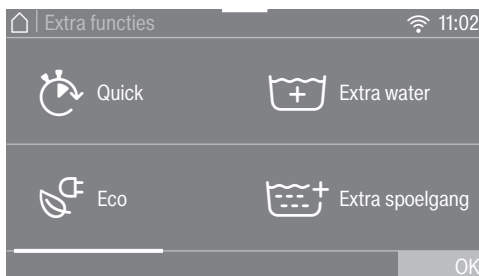 Extra functies 11:02
Quick Extra water
Eco Extra spoelgang
OK